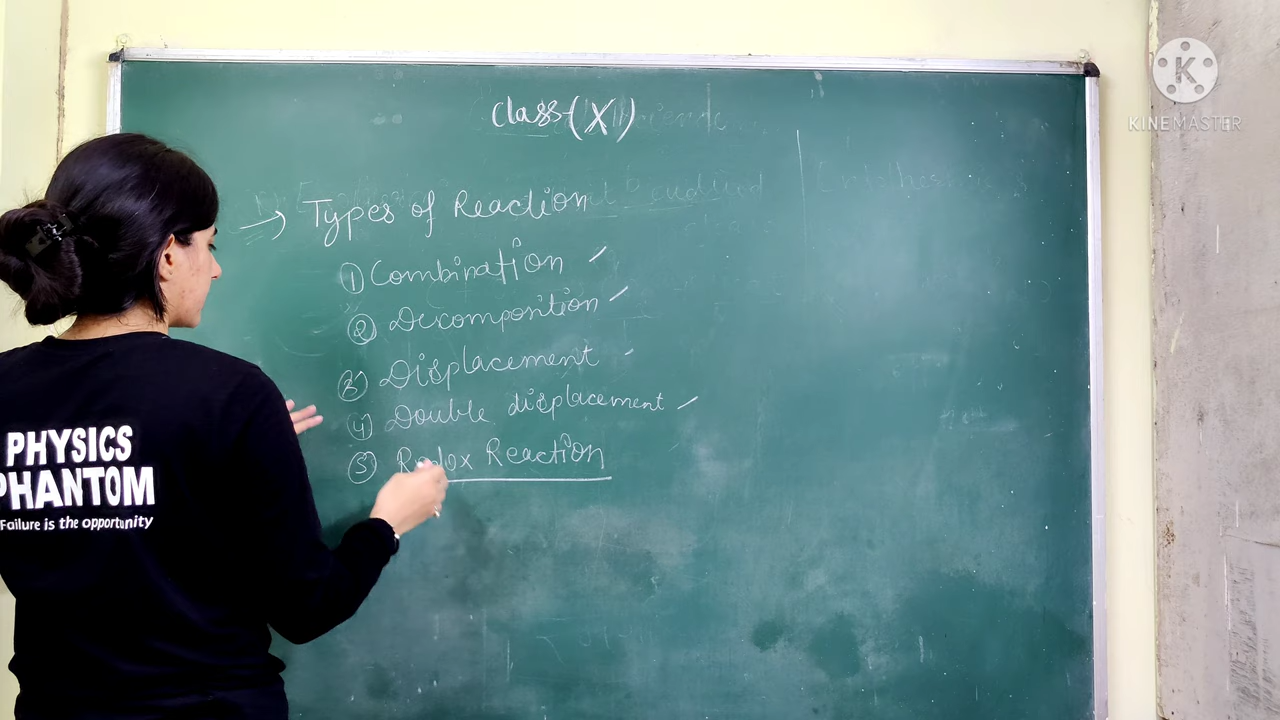 Class-(X)
→ Types of Reaction
① Combination
② Decomposition
③ Displacement
④ Double displacement
⑤ Redox Reaction
PHYSICS
PHANTOM
Failure is the opportunity
K
KINEMASTER